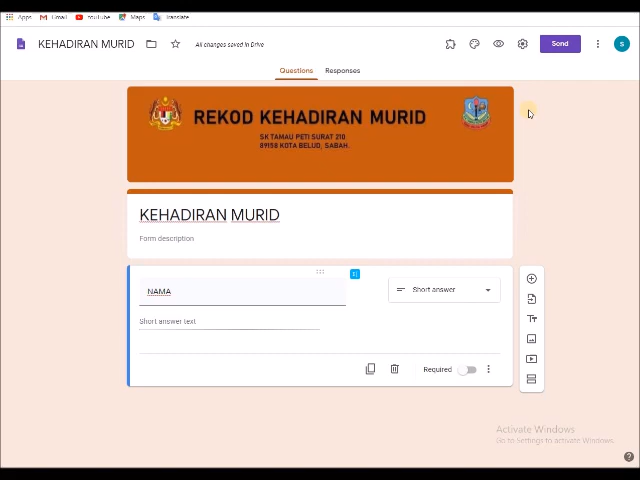 Apps Gmail YouTube Maps Translate
KEHADIRAN MURID All changes saved in Drive Send S
Questions Responses
REKOD KEHADIRAN MURID
SK TAMAU PETI SURAT 210
89158 KOTA BELUD, SABAH.
KEHADIRAN MURID
Form description
NAMA Short answer
Short answer text
Required
Tт
Activate Windows
Go to Settings to activate Windows.